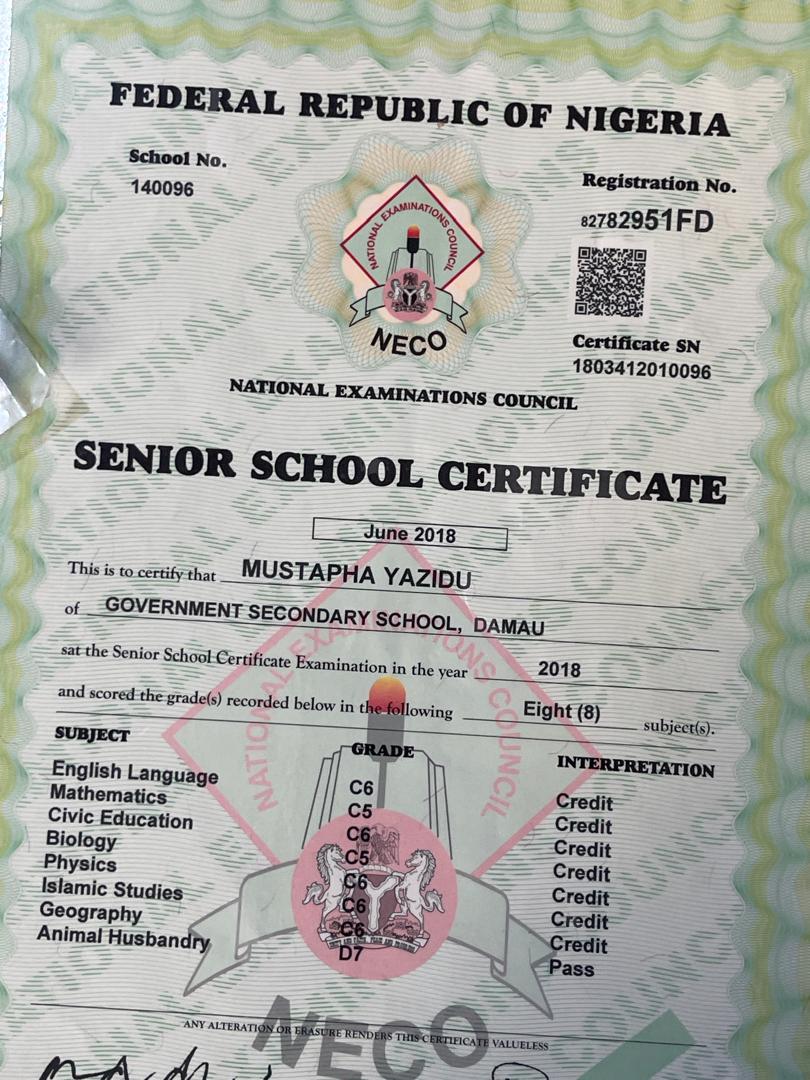 FEDERAL REPUBLIC OF NIGERIA
School No.
140096
Registration No.
82782951FD
NATIONAL EXAMINATIONS COUNCIL
NECO
Certificate SN
1803412010096
NATIONAL EXAMINATIONS COUNCIL
SENIOR SCHOOL CERTIFICATE
June 2018
This is to certify that MUSTAPHA YAZIDU
of GOVERNMENT SECONDARY SCHOOL, DAMAU
sat the Senior School Certificate Examination in the year 2018
and scored the grade(s) recorded below in the following Eight (8) subject(s).
SUBJECT GRADE INTERPRETATION
English Language C6 Credit
Mathematics C5 Credit
Civic Education C6 Credit
Biology C5 Credit
Physics C6 Credit
Islamic Studies C6 Credit
Geography C6 Credit
Animal Husbandry D7 Pass
NATIONAL EXAMINATIONS COUNCIL
NECO
ANY ALTERATION OR ERASURE RENDERS THIS CERTIFICATE VALUELESS